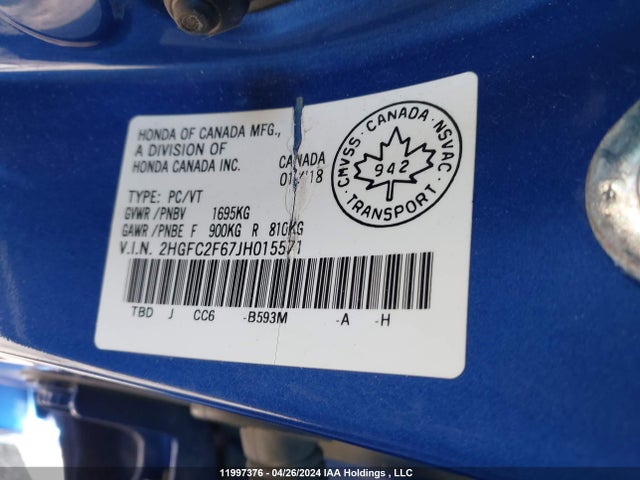 HONDA OF CANADA MFG.,
A DIVISION OF
HONDA CANADA INC.
CANADA
CMVSS · CANADA · NSVAC
942
TRANSPORT
TYPE: PC/VT
GVWR/PNBV 1695KG
GAWR/PNBE F 900KG R 810KG
V.I.N. 2HGFC2F67JH015571
TBD J CC6 -B593M -A -H
11997376 - 04/26/2024 IAA Holdings , LLC